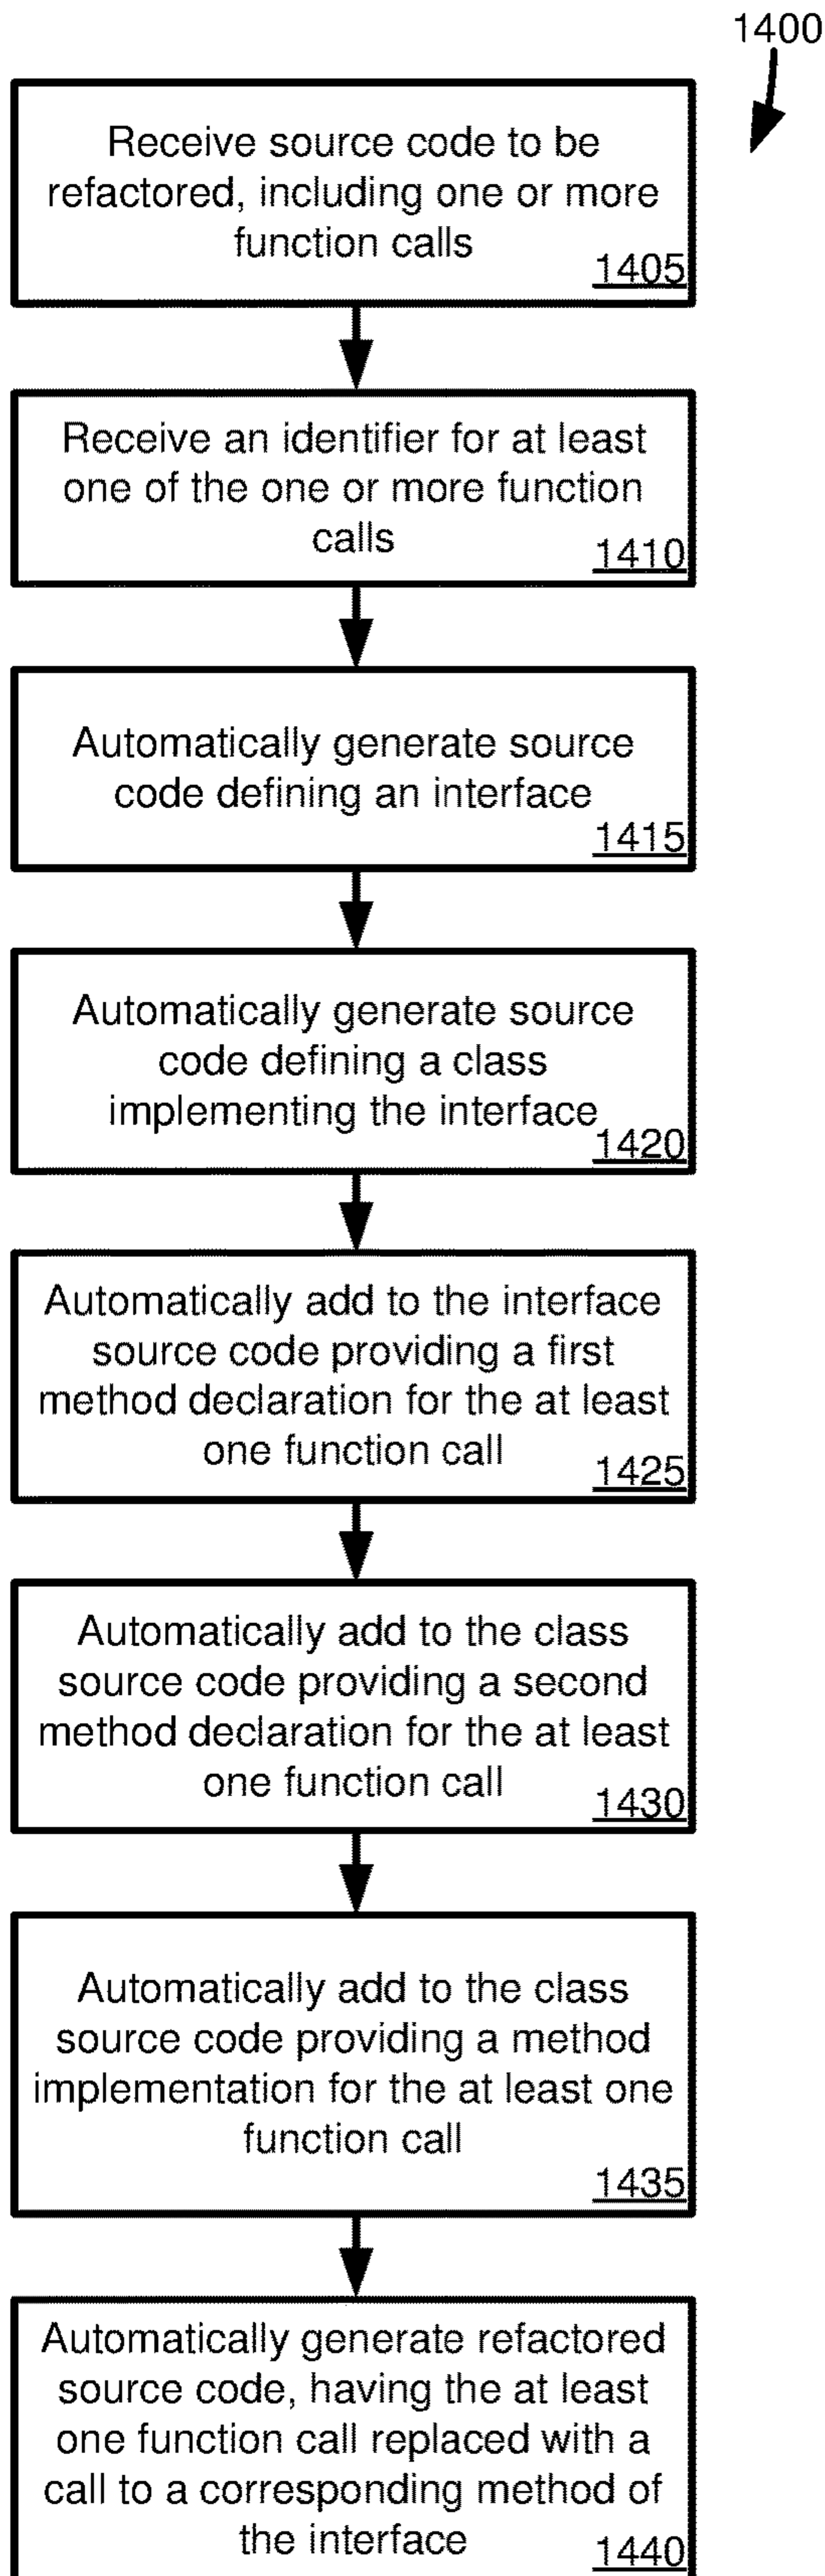 1400
Receive source code to be
refactored, including one or more
function calls
1405
Receive an identifier for at least
one of the one or more function
calls
1410
Automatically generate source
code defining an interface
1415
Automatically generate source
code defining a class
implementing the interface
1420
Automatically add to the interface
source code providing a first
method declaration for the at least
one function call
1425
Automatically add to the class
source code providing a second
method declaration for the at least
one function call
1430
Automatically add to the class
source code providing a method
implementation for the at least one
function call
1435
Automatically generate refactored
source code, having the at least
one function call replaced with a
call to a corresponding method of
the interface
1440